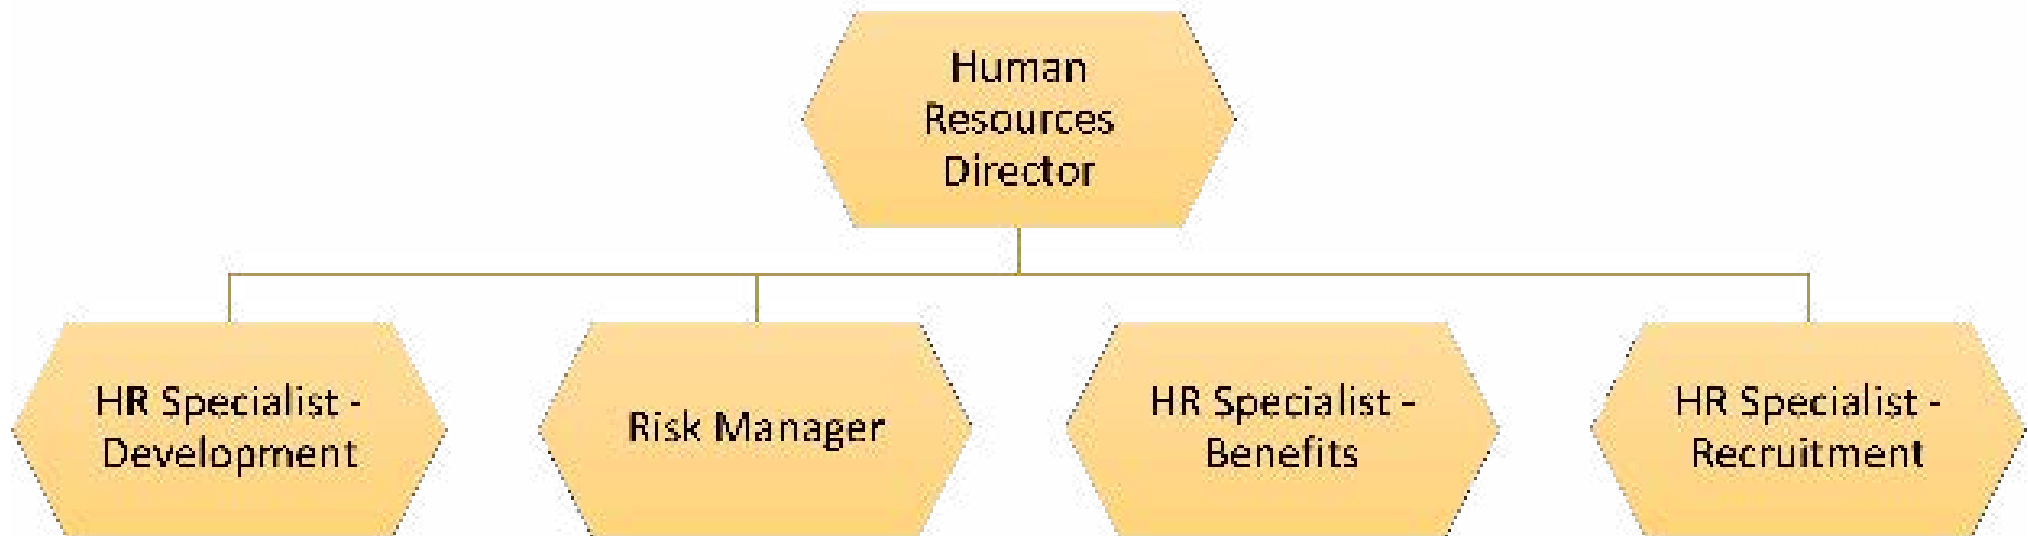 Human
Resources
Director
HR Specialist -
Development
Risk Manager
HR Specialist -
Benefits
HR Specialist -
Recruitment